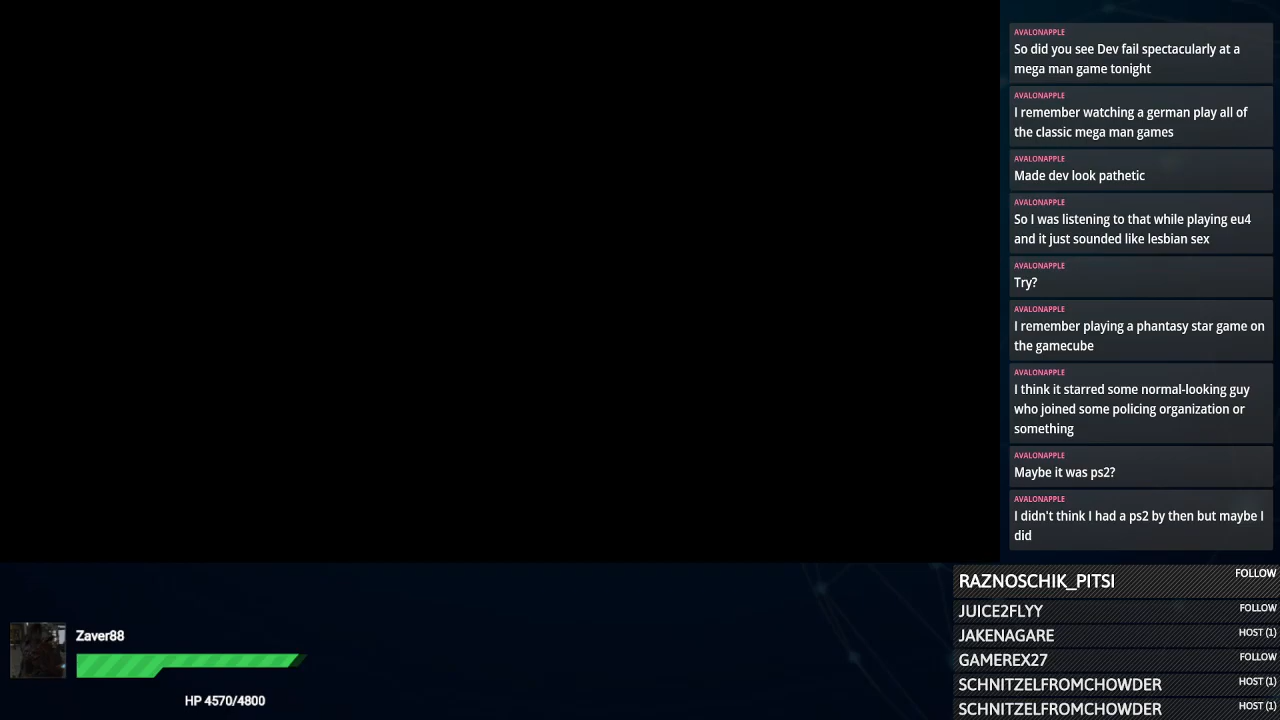 AVALONAPPLE
So did you see Dev fail spectacularly at a
mega man game tonight
AVALONAPPLE
I remember watching a german play all of
the classic mega man games
AVALONAPPLE
Made dev look pathetic
AVALONAPPLE
So I was listening to that while playing eu4
and it just sounded like lesbian sex
AVALONAPPLE
Try?
AVALONAPPLE
I remember playing a phantasy star game on
the gamecube
AVALONAPPLE
I think it starred some normal-looking guy
who joined some policing organization or
something
AVALONAPPLE
Maybe it was ps2?
AVALONAPPLE
I didn't think I had a ps2 by then but maybe I
did
RAZNOSCHIK_PITSI FOLLOW
JUICE2FLYY FOLLOW
JAKENAGARE HOST (1)
GAMEREX27 FOLLOW
SCHNITZELFROMCHOWDER HOST (1)
SCHNITZELFROMCHOWDER HOST (1)
Zaver88
HP 4570/4800